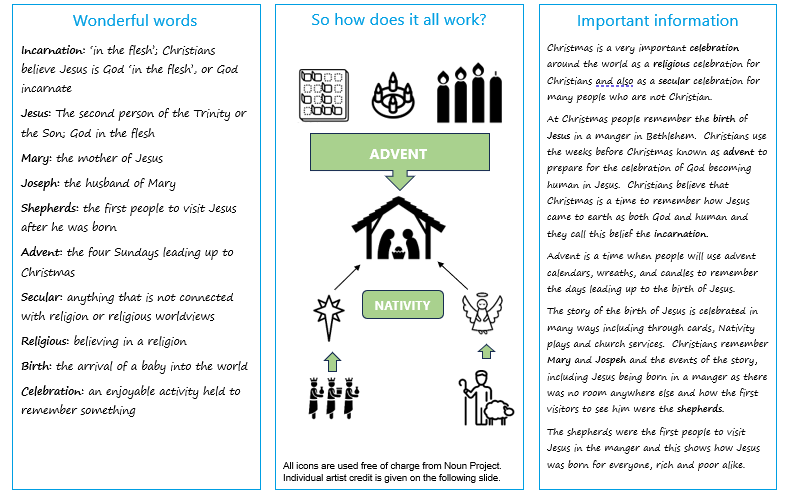 Wonderful words
Incarnation: ‘in the flesh’; Christians
believe Jesus is God ‘in the flesh’, or God
incarnate
Jesus: The second person of the Trinity or
the Son; God in the flesh
Mary: the mother of Jesus
Joseph: the husband of Mary
Shepherds: the first people to visit Jesus
after he was born
Advent: the four Sundays leading up to
Christmas
Secular: anything that is not connected
with religion or religious worldviews
Religious: believing in a religion
Birth: the arrival of a baby into the world
Celebration: an enjoyable activity held to
remember something
So how does it all work?
ADVENT
NATIVITY
All icons are used free of charge from Noun Project.
Individual artist credit is given on the following slide.
Important information
Christmas is a very important celebration
around the world as a religious celebration for
Christians and also as a secular celebration for
many people who are not Christian.
At Christmas people remember the birth of
Jesus in a manger in Bethlehem. Christians use
the weeks before Christmas known as advent to
prepare for the celebration of God becoming
human in Jesus. Christians believe that
Christmas is a time to remember how Jesus
came to earth as both God and human and
they call this belief the incarnation.
Advent is a time when people will use advent
calendars, wreaths, and candles to remember
the days leading up to the birth of Jesus.
The story of the birth of Jesus is celebrated in
many ways including through cards, Nativity
plays and church services. Christians remember
Mary and Jospeh and the events of the story,
including Jesus being born in a manger as there
was no room anywhere else and how the first
visitors to see him were the shepherds.
The shepherds were the first people to visit
Jesus in the manger and this shows how Jesus
was born for everyone, rich and poor alike.